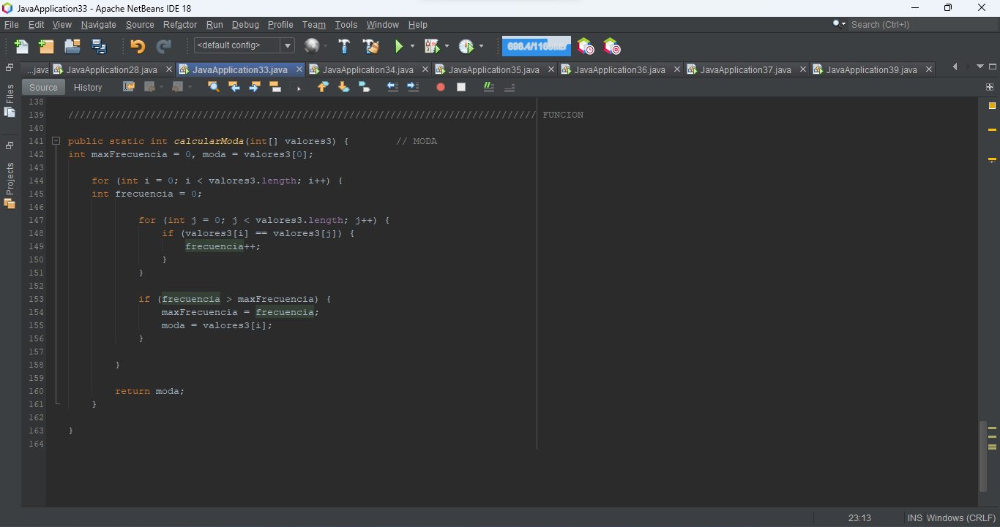 JavaApplication33 - Apache NetBeans IDE 18
File Edit View Navigate Source Refactor Run Debug Profile Team Tools Window Help
Search (Ctrl+I)
<default config>
...java JavaApplication28.java JavaApplication33.java JavaApplication34.java JavaApplication35.java JavaApplication36.java JavaApplication37.java JavaApplication39.java
Files
Projects
Source History
138
139 //////////////////////////////////////////////////////////////////////////////// FUNCION
140
141 public static int calcularModa(int[] valores3) { // MODA
142 int maxFrecuencia = 0, moda = valores3[0];
143
144 for (int i = 0; i < valores3.length; i++) {
145 int frecuencia = 0;
146
147 for (int j = 0; j < valores3.length; j++) {
148 if (valores3[i] == valores3[j]) {
149 frecuencia++;
150 }
151 }
152
153 if (frecuencia > maxFrecuencia) {
154 maxFrecuencia = frecuencia;
155 moda = valores3[i];
156 }
157
158 }
159
160 return moda;
161 }
162
163 }
164
23:13 INS Windows (CRLF)